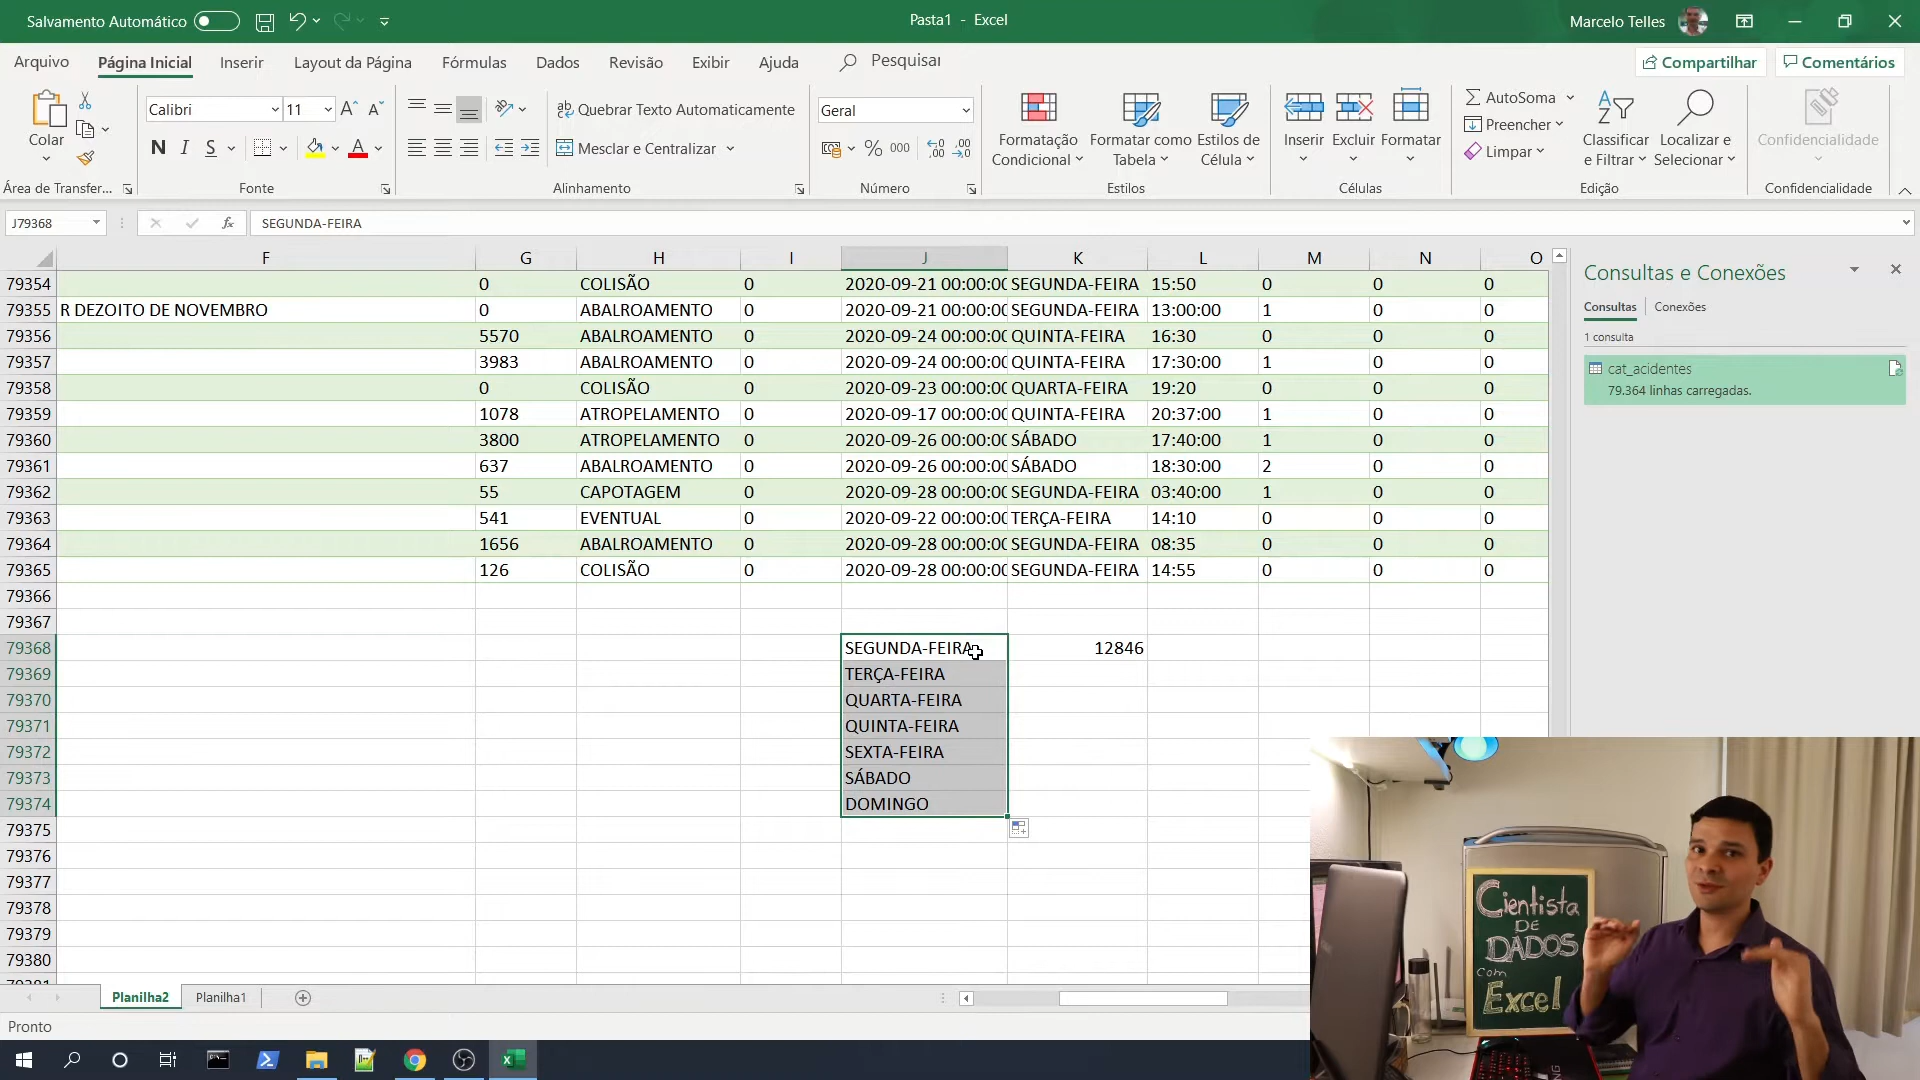 Salvamento Automático
Pasta1 - Excel
Marcelo Telles
Arquivo Página Inicial Inserir Layout da Página Fórmulas Dados Revisão Exibir Ajuda Pesquisar
Compartilhar Comentários
Colar
Calibri 11
N I S A
Quebrar Texto Automaticamente
Mesclar e Centralizar
Geral
% 000
Formatação Condicional
Formatar como Tabela
Estilos de Célula
Inserir Excluir Formatar
AutoSoma
Preencher
Limpar
Classificar e Filtrar
Localizar e Selecionar
Confidencialidade
Área de Transfer... Fonte Alinhamento Número Estilos Células Edição Confidencialidade
J79368 fx SEGUNDA-FEIRA
F G H I J K L M N O
79354 0 COLISÃO 0 2020-09-21 00:00:00 SEGUNDA-FEIRA 15:50 0 0 0
79355 R DEZOITO DE NOVEMBRO 0 ABALROAMENTO 0 2020-09-21 00:00:00 SEGUNDA-FEIRA 13:00:00 1 0 0
79356 5570 ABALROAMENTO 0 2020-09-24 00:00:00 QUINTA-FEIRA 16:30 0 0 0
79357 3983 ABALROAMENTO 0 2020-09-24 00:00:00 QUINTA-FEIRA 17:30:00 1 0 0
79358 0 COLISÃO 0 2020-09-23 00:00:00 QUARTA-FEIRA 19:20 0 0 0
79359 1078 ATROPELAMENTO 0 2020-09-17 00:00:00 QUINTA-FEIRA 20:37:00 1 0 0
79360 3800 ATROPELAMENTO 0 2020-09-26 00:00:00 SÁBADO 17:40:00 1 0 0
79361 637 ABALROAMENTO 0 2020-09-26 00:00:00 SÁBADO 18:30:00 2 0 0
79362 55 CAPOTAGEM 0 2020-09-28 00:00:00 SEGUNDA-FEIRA 03:40:00 1 0 0
79363 541 EVENTUAL 0 2020-09-22 00:00:00 TERÇA-FEIRA 14:10 0 0 0
79364 1656 ABALROAMENTO 0 2020-09-28 00:00:00 SEGUNDA-FEIRA 08:35 0 0 0
79365 126 COLISÃO 0 2020-09-28 00:00:00 SEGUNDA-FEIRA 14:55 0 0 0
79366
79367
79368 SEGUNDA-FEIRA 12846
79369 TERÇA-FEIRA
79370 QUARTA-FEIRA
79371 QUINTA-FEIRA
79372 SEXTA-FEIRA
79373 SÁBADO
79374 DOMINGO
79375
79376
79377
79378
79379
79380
Consultas e Conexões
Consultas Conexões
1 consulta
cat_acidentes
79.364 linhas carregadas.
Cientista
DE
DADOS
com
Excel
Planilha2 Planilha1
Pronto